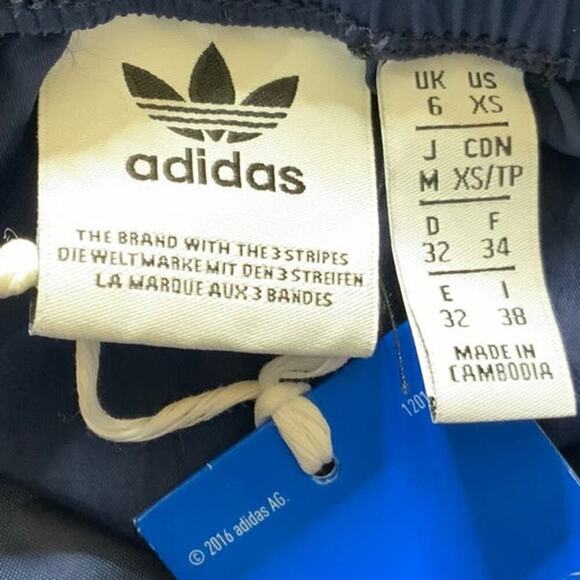 adidas
THE BRAND WITH THE 3 STRIPES
DIE WELTMARKE MIT DEN 3 STREIFEN
LA MARQUE AUX 3 BANDES
UK US
6 XS
J CDN
M XS/TP
D F
32 34
E I
32 38
MADE IN
CAMBODIA
1201
© 2016 adidas AG.